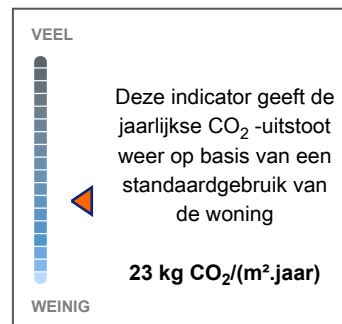 VEEL
Deze indicator geeft de
jaarlijkse CO₂ -uitstoot
weer op basis van een
standaardgebruik van
de woning
23 kg CO₂/(m².jaar)
WEINIG